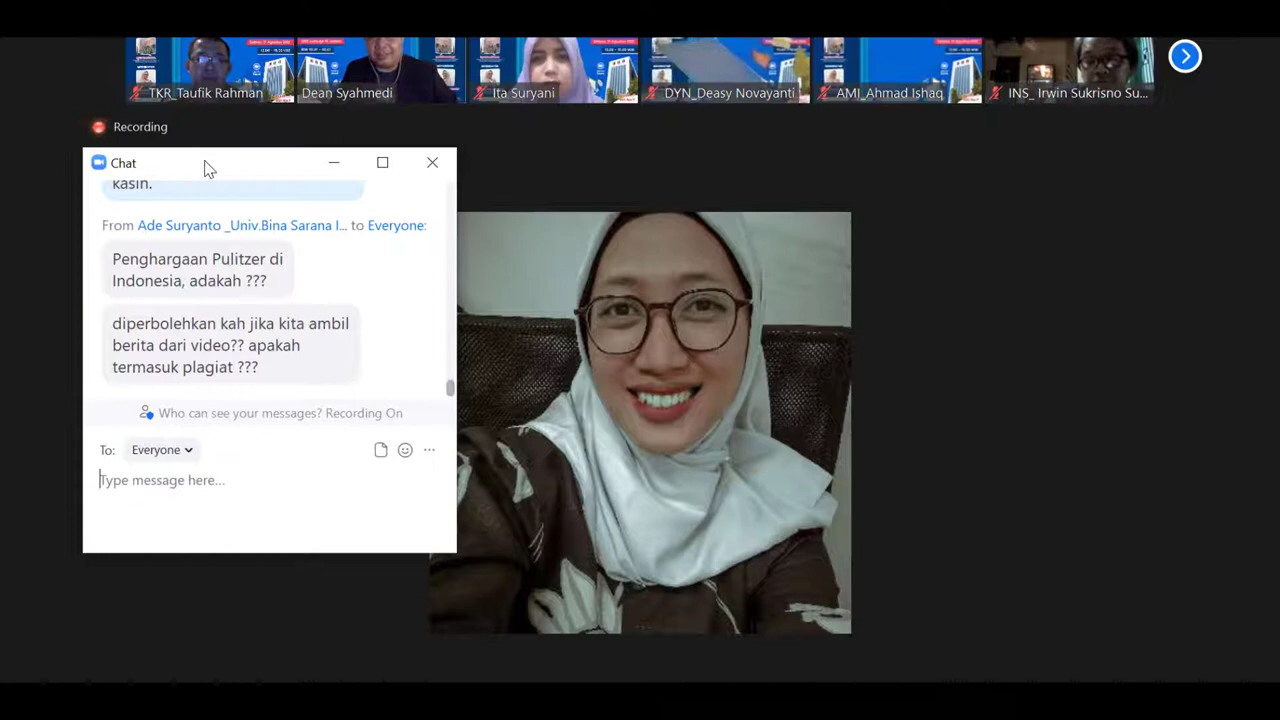 TKR_Taufik Rahman
Dean Syahmedi
Ita Suryani
DYN_ Deasy Novayanti
AMI_Ahmad Ishaq
INS_ Irwin Sukrisno Su...
Recording
Chat
kasih.
From Ade Suryanto _Univ.Bina Sarana I... to Everyone:
Penghargaan Pulitzer di
Indonesia, adakah ???
diperbolehkan kah jika kita ambil
berita dari video?? apakah
termasuk plagiat ???
Who can see your messages? Recording On
To: Everyone
Type message here...